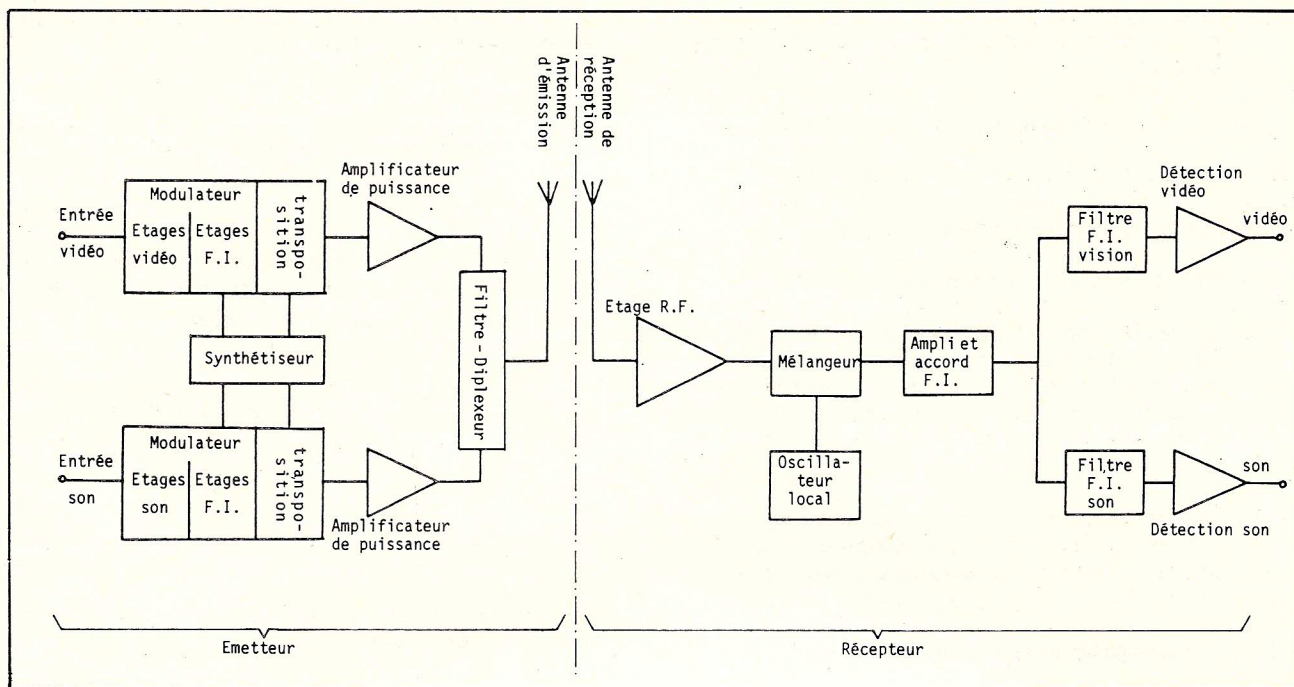 Antenne
d'émission
Antenne de
réception
Amplificateur
de puissance
Entrée
vidéo
Modulateur
Etages
vidéo
Etages
F.I.
transpo-
sition
Synthétiseur
Entrée
son
Modulateur
Etages
son
Etages
F.I.
transpo-
sition
Amplificateur
de puissance
Filtre - Diplexeur
Emetteur
Etage R.F.
Mélangeur
Oscilla-
teur
local
Ampli et
accord
F.I.
Filtre
F.I.
vision
Détection
vidéo
vidéo
Filtre
F.I.
son
son
Détection son
Récepteur